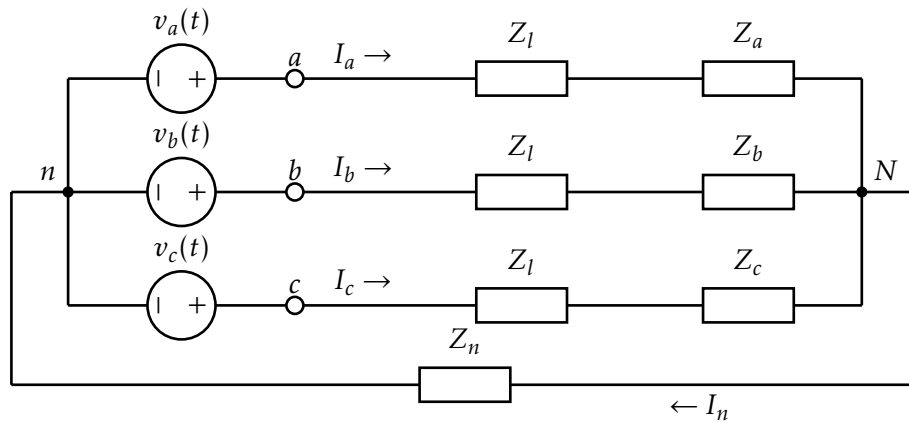 v_a(t)
a I_a → Z_l Z_a
− +
v_b(t)
n b I_b → Z_l Z_b N
− +
v_c(t)
c I_c → Z_l Z_c
− +
Z_n
← I_n